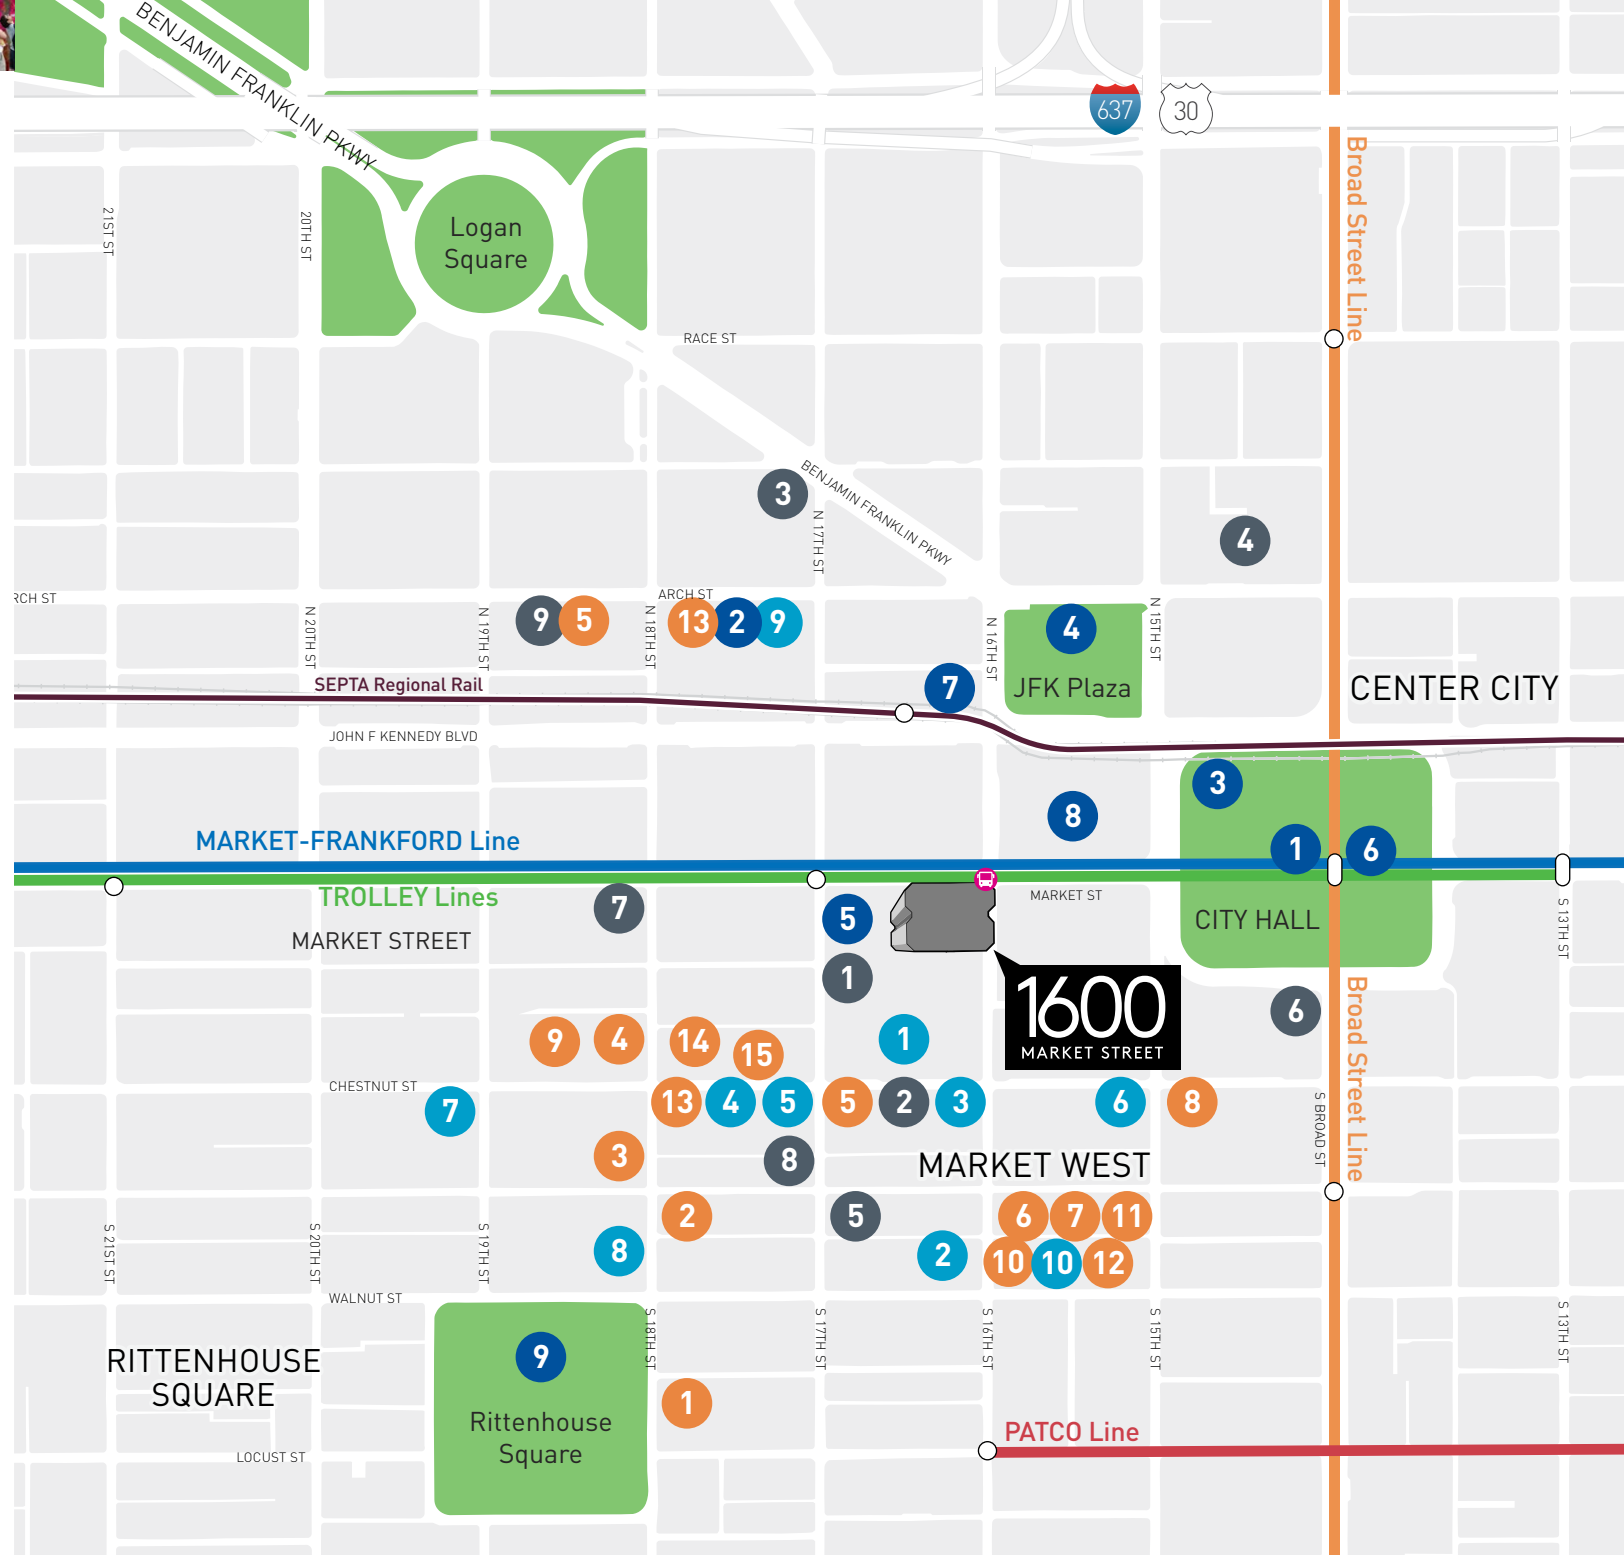 BENJAMIN FRANKLIN PKWY
637
30
Broad Street Line
21ST ST
20TH ST
Logan
Square
RACE ST
BENJAMIN FRANKLIN PKWY
3
N 17TH ST
4
RCH ST
ARCH ST
9
5
13
2
9
4
N 20TH ST
N 19TH ST
N 18TH ST
N 16TH ST
N 15TH ST
7
JFK Plaza
SEPTA Regional Rail
CENTER CITY
JOHN F KENNEDY BLVD
3
8
MARKET-FRANKFORD Line
1
6
TROLLEY Lines
7
5
MARKET ST
CITY HALL
MARKET STREET
S 13TH ST
1
1600
MARKET STREET
6
Broad Street Line
9
4
14
15
1
CHESTNUT ST
7
13
4
5
5
2
3
6
8
S BROAD ST
3
8
MARKET WEST
2
5
6
7
11
8
2
10
10
12
S 21ST ST
S 20TH ST
S 19TH ST
WALNUT ST
S 18TH ST
S 17TH ST
S 16TH ST
S 15TH ST
S 13TH ST
RITTENHOUSE
SQUARE
9
1
Rittenhouse
Square
PATCO Line
LOCUST ST